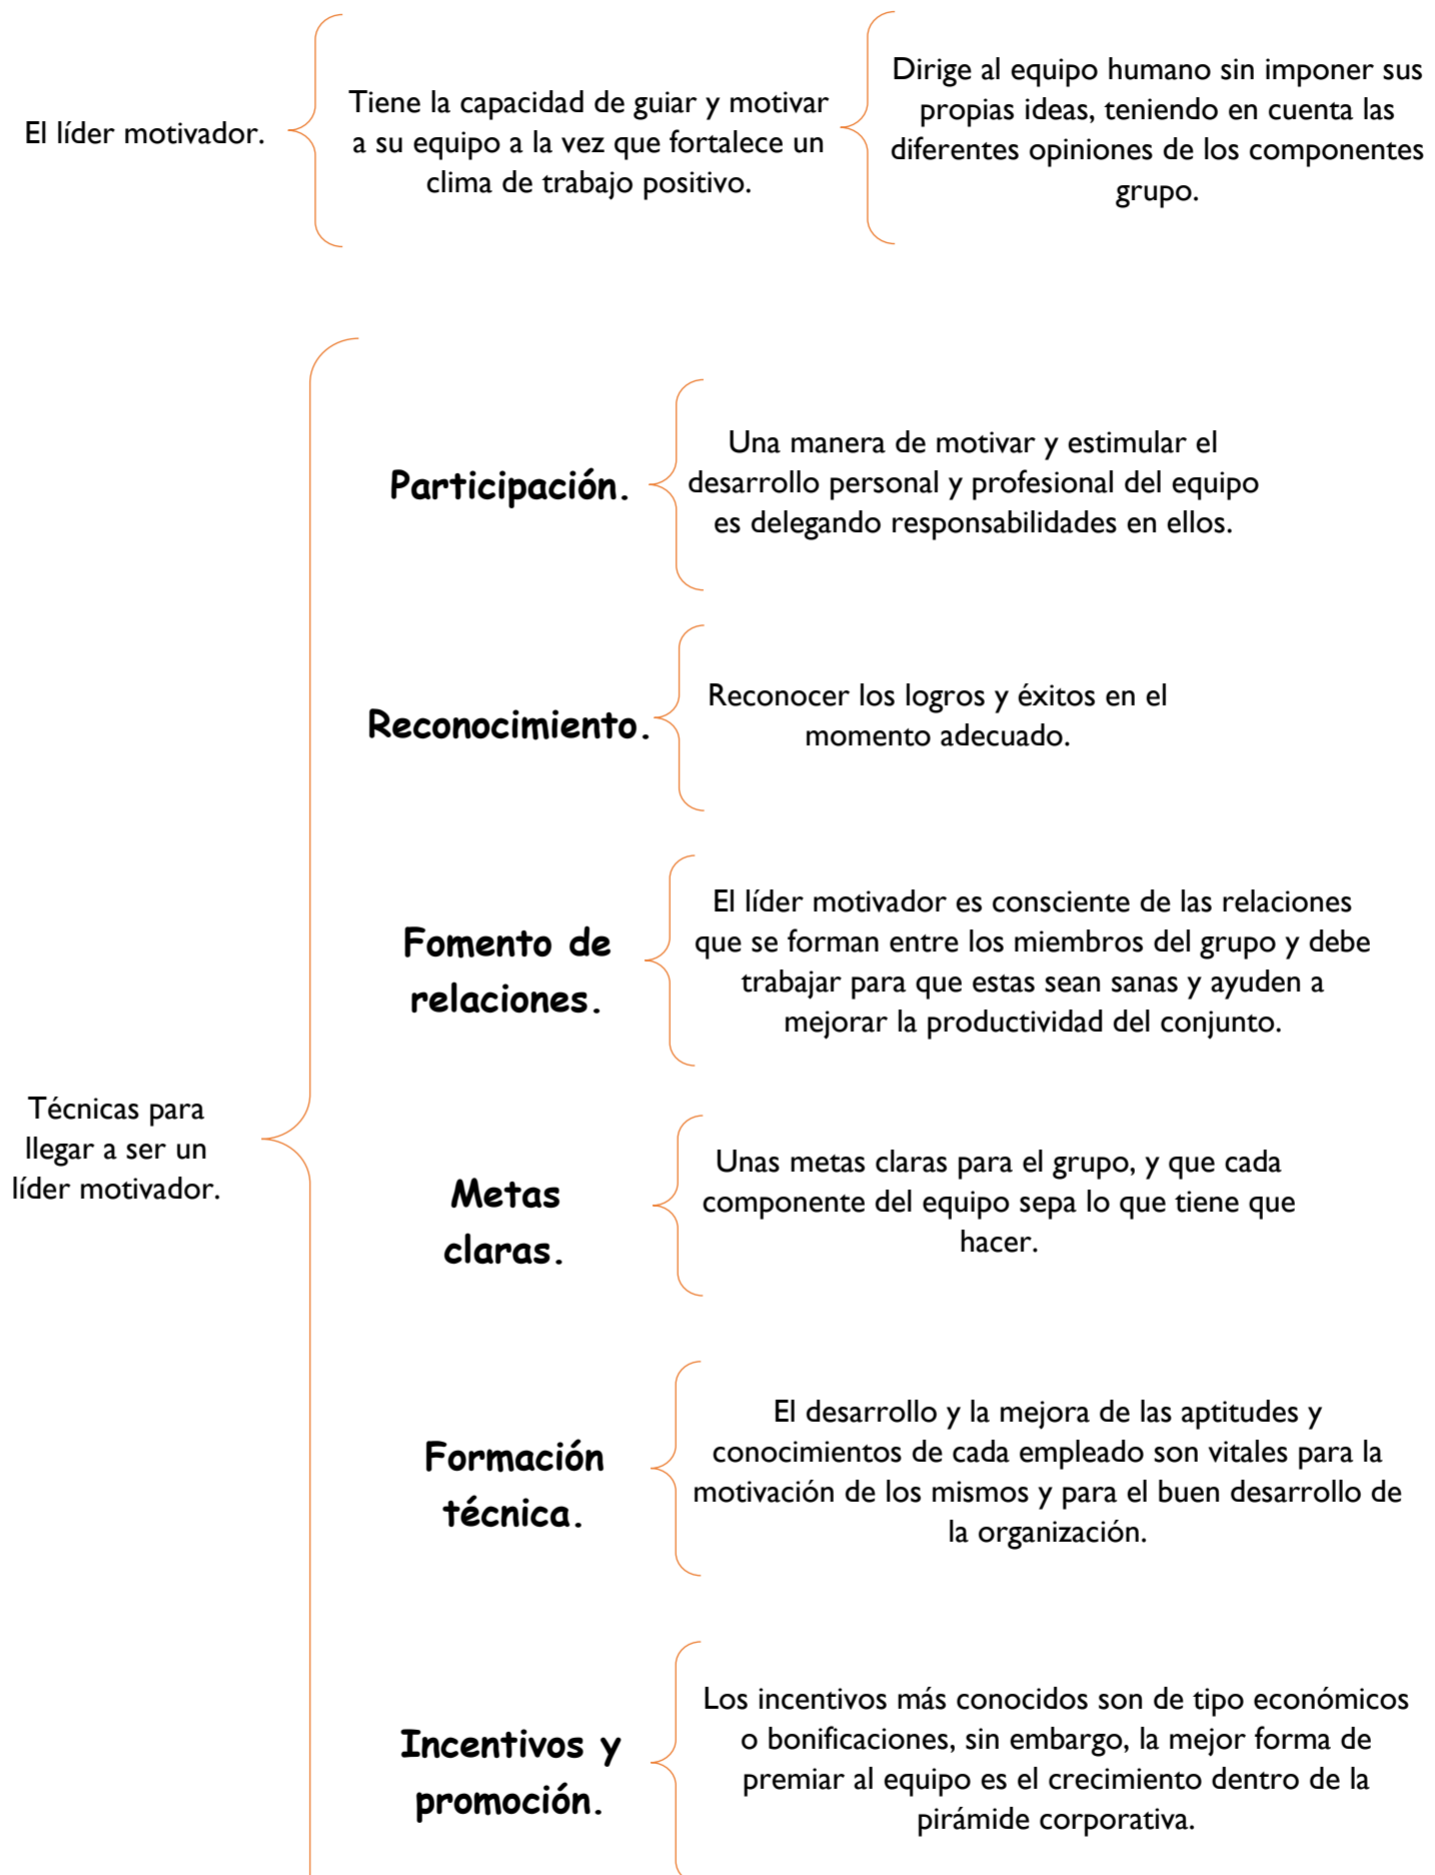 El líder motivador.
Tiene la capacidad de guiar y motivar
a su equipo a la vez que fortalece un
clima de trabajo positivo.
Dirige al equipo humano sin imponer sus
propias ideas, teniendo en cuenta las
diferentes opiniones de los componentes
grupo.
Técnicas para
llegar a ser un
líder motivador.
Participación.
Una manera de motivar y estimular el
desarrollo personal y profesional del equipo
es delegando responsabilidades en ellos.
Reconocimiento.
Reconocer los logros y éxitos en el
momento adecuado.
Fomento de
relaciones.
El líder motivador es consciente de las relaciones
que se forman entre los miembros del grupo y debe
trabajar para que estas sean sanas y ayuden a
mejorar la productividad del conjunto.
Metas
claras.
Unas metas claras para el grupo, y que cada
componente del equipo sepa lo que tiene que
hacer.
Formación
técnica.
El desarrollo y la mejora de las aptitudes y
conocimientos de cada empleado son vitales para la
motivación de los mismos y para el buen desarrollo de
la organización.
Incentivos y
promoción.
Los incentivos más conocidos son de tipo económicos
o bonificaciones, sin embargo, la mejor forma de
premiar al equipo es el crecimiento dentro de la
pirámide corporativa.